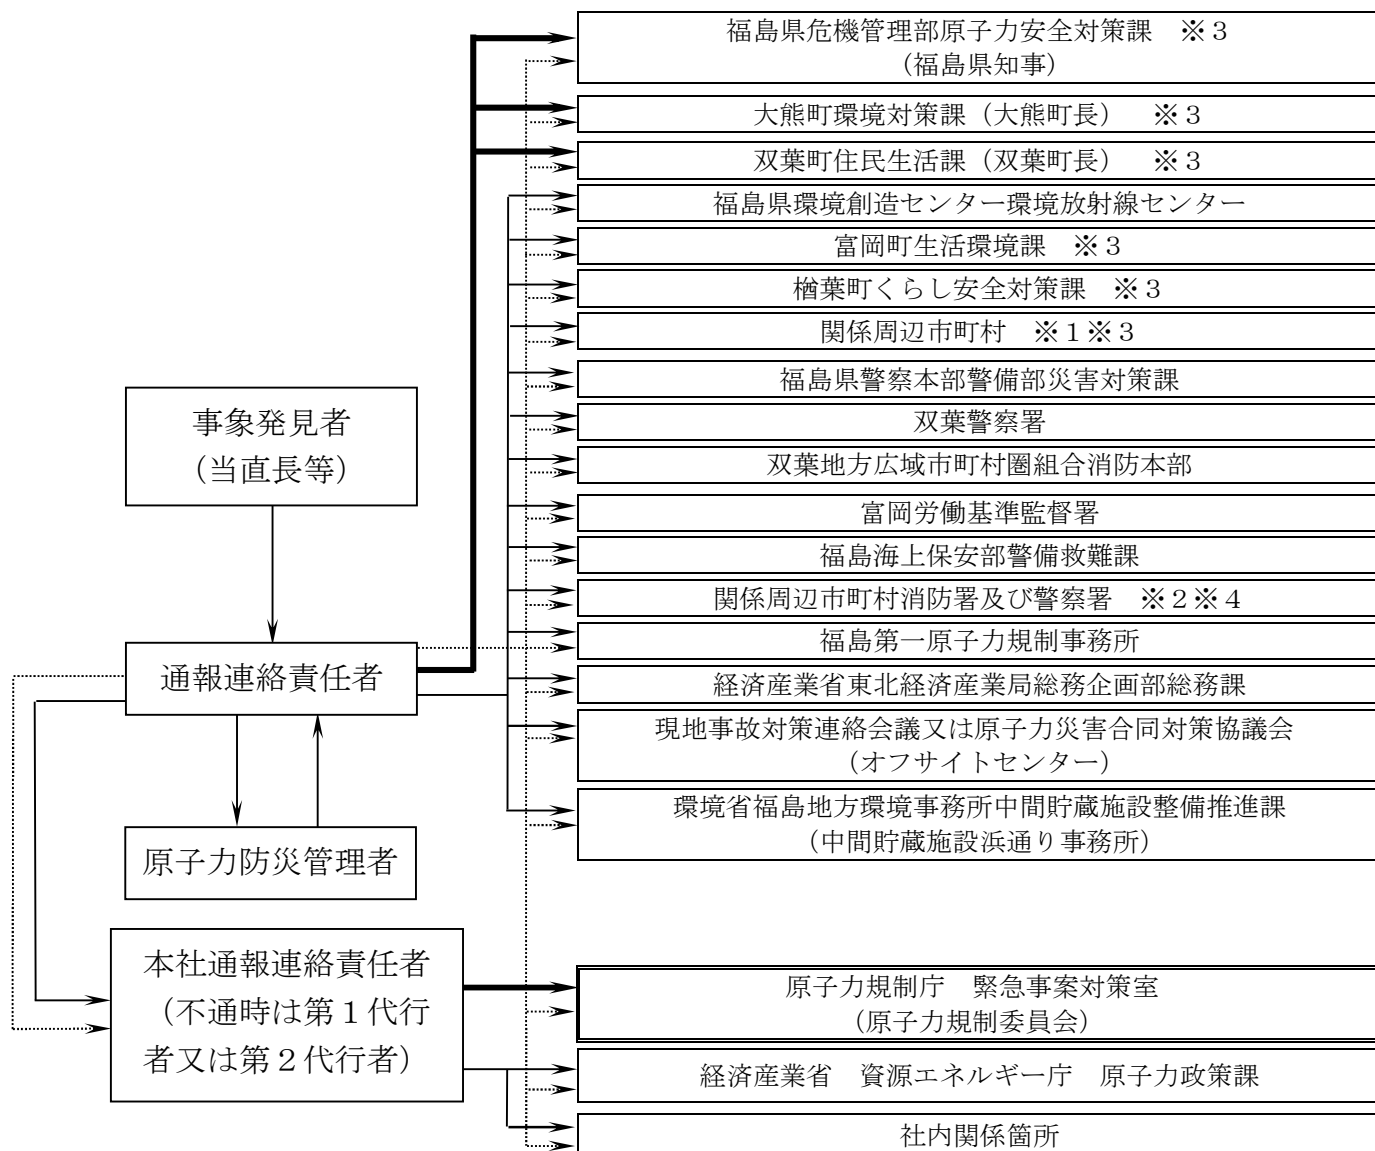 福島県危機管理部原子力安全対策課　※３
（福島県知事）
大熊町環境対策課（大熊町長）　※３
双葉町住民生活課（双葉町長）　※３
福島県環境創造センター環境放射線センター
富岡町生活環境課　※３
楢葉町くらし安全対策課　※３
関係周辺市町村　※１※３
福島県警察本部警備部災害対策課
双葉警察署
双葉地方広域市町村圏組合消防本部
富岡労働基準監督署
福島海上保安部警備救難課
関係周辺市町村消防署及び警察署　※２※４
福島第一原子力規制事務所
経済産業省東北経済産業局総務企画部総務課
現地事故対策連絡会議又は原子力災害合同対策協議会
（オフサイトセンター）
環境省福島地方環境事務所中間貯蔵施設整備推進課
（中間貯蔵施設浜通り事務所）
事象発見者
（当直長等）
通報連絡責任者
原子力防災管理者
本社通報連絡責任者
（不通時は第１代行
者又は第２代行者）
原子力規制庁　緊急事案対策室
（原子力規制委員会）
経済産業省　資源エネルギー庁　原子力政策課
社内関係箇所